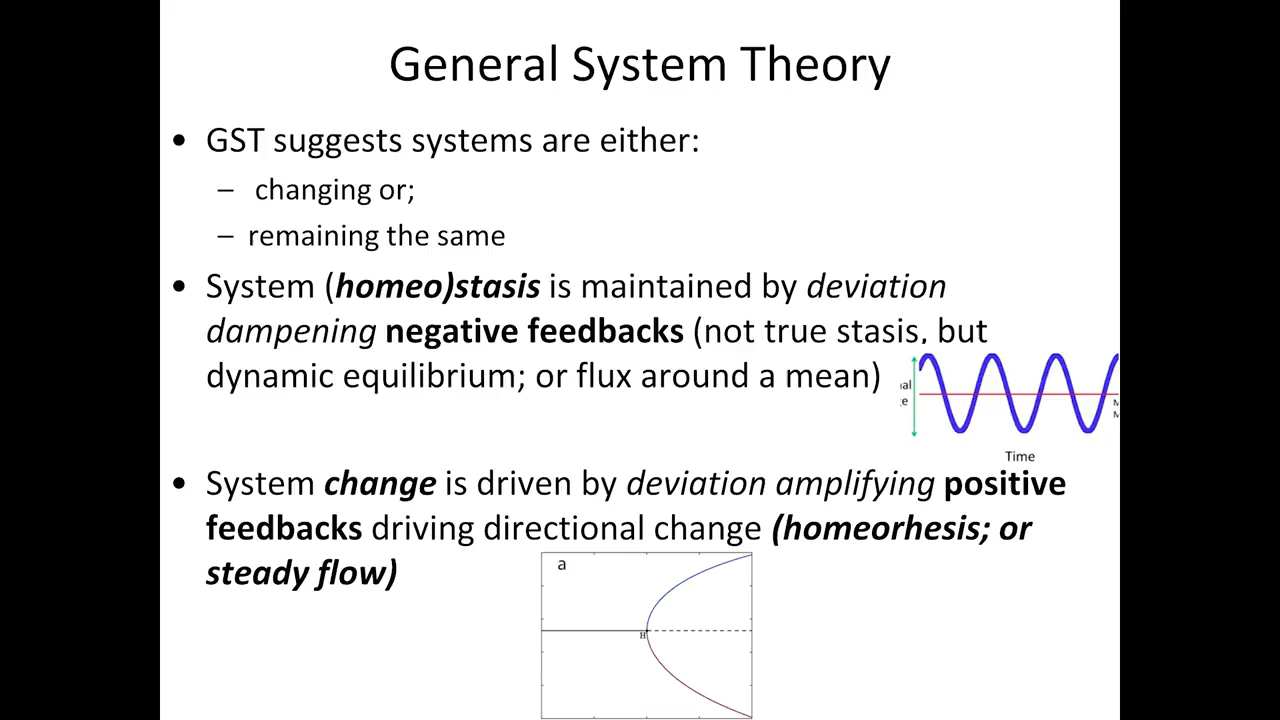 General System Theory
• GST suggests systems are either:
– changing or;
– remaining the same
• System (homeo)stasis is maintained by deviation
dampening negative feedbacks (not true stasis, but
dynamic equilibrium; or flux around a mean)
Time
• System change is driven by deviation amplifying positive
feedbacks driving directional change (homeorhesis; or
steady flow)
a
H